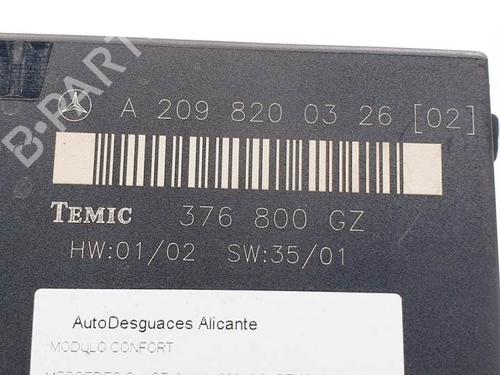 A 209 820 03 26 [02]
TEMIC 376 800 GZ
HW:01/02 SW:35/01
AutoDesguaces Alicante
MODULO CONFORT
B-PART